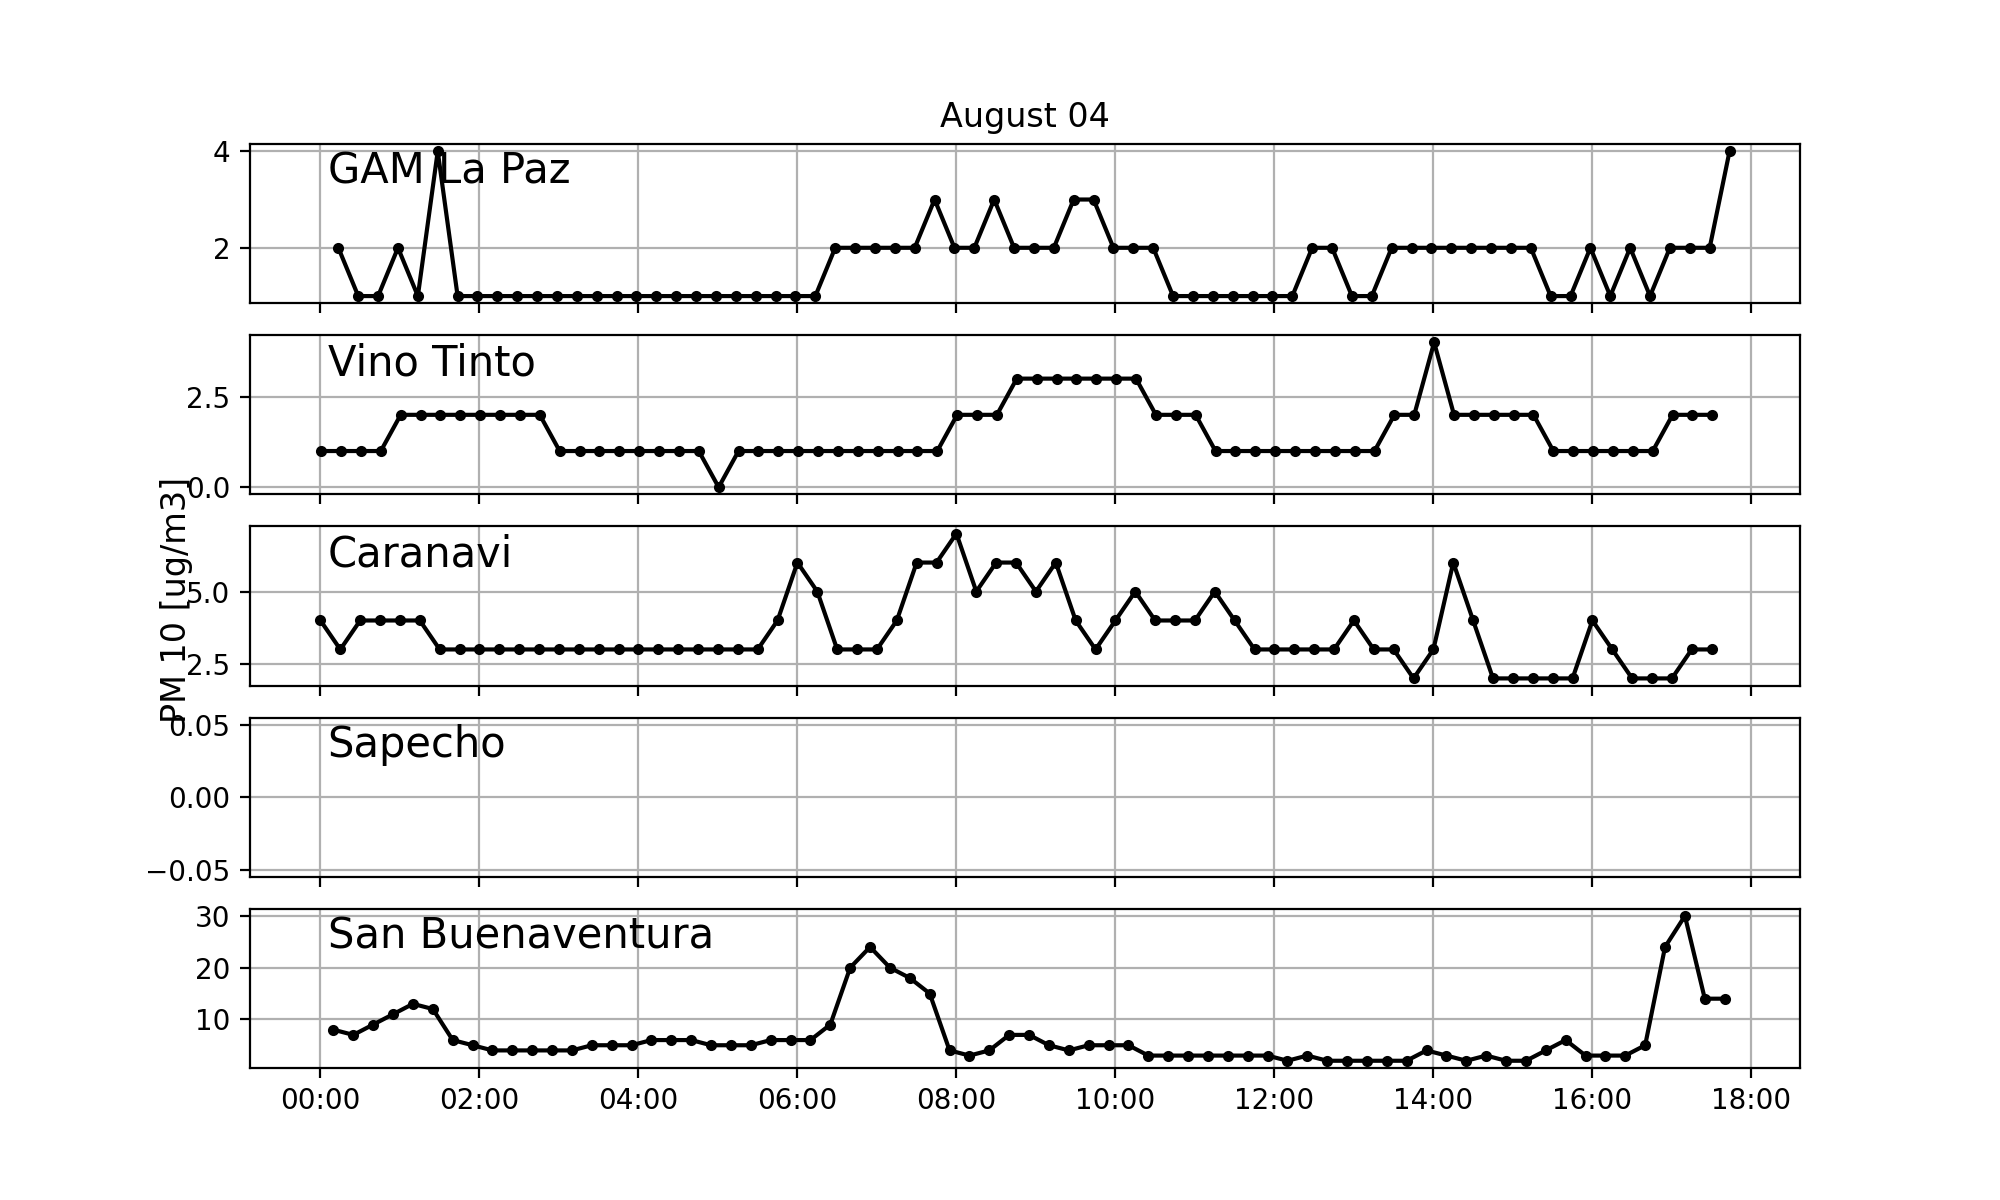 August 04
PM 10 [ug/m3]
4
2
GAM La Paz
2.5
0.0
Vino Tinto
5.0
2.5
Caranavi
0.05
0.00
−0.05
Sapecho
30
20
10
San Buenaventura
00:00 02:00 04:00 06:00 08:00 10:00 12:00 14:00 16:00 18:00